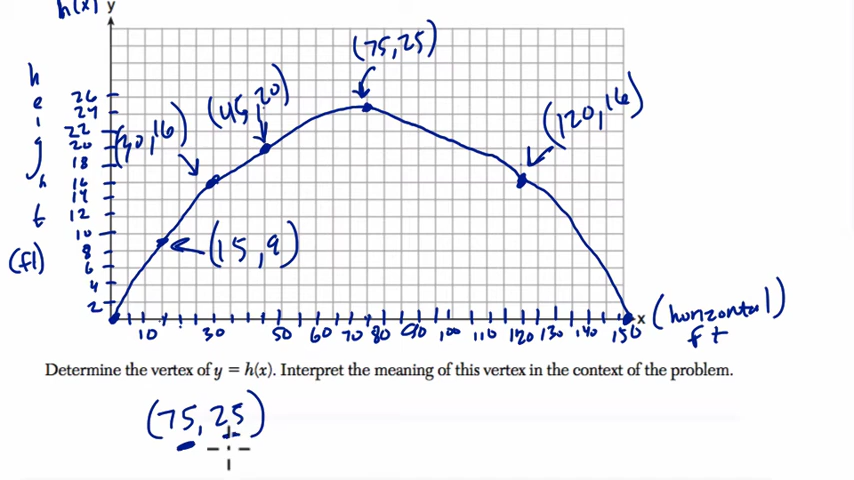 h(x) y
(75,25)
height
(ft)
26
24
22
20
18
16
14
12
10
8
6
4
2
(45,20)
(30,16)
(120,16)
(15,9)
10 30 50 60 70 80 90 100 110 120 130 140 150
x (horizontal)
ft
Determine the vertex of y = h(x). Interpret the meaning of this vertex in the context of the problem.
(75,25)